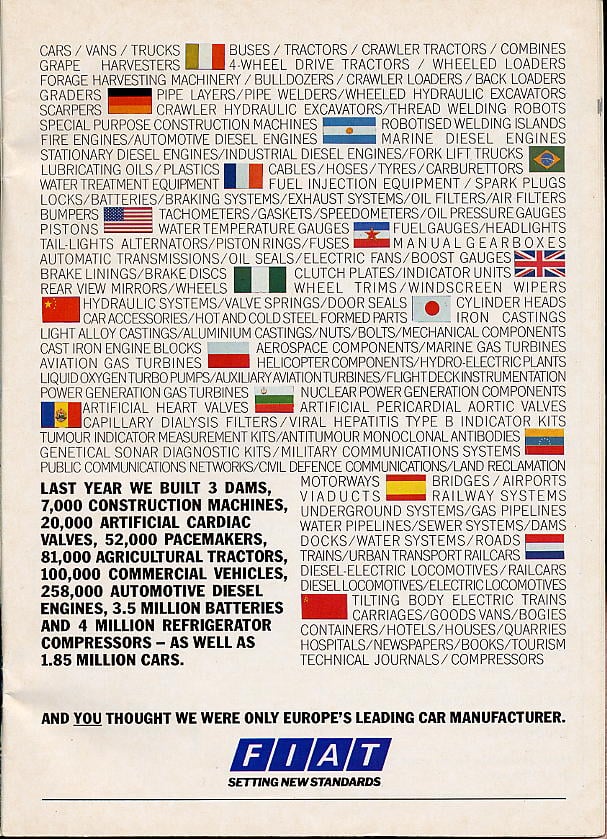 CARS / VANS / TRUCKS BUSES / TRACTORS / CRAWLER TRACTORS / COMBINES
GRAPE HARVESTERS 4-WHEEL DRIVE TRACTORS / WHEELED LOADERS
FORAGE HARVESTING MACHINERY / BULLDOZERS / CRAWLER LOADERS / BACK LOADERS
GRADERS PIPE LAYERS/PIPE WELDERS/WHEELED HYDRAULIC EXCAVATORS
SCARPERS CRAWLER HYDRAULIC EXCAVATORS/THREAD WELDING ROBOTS
SPECIAL PURPOSE CONSTRUCTION MACHINES ROBOTISED WELDING ISLANDS
FIRE ENGINES/AUTOMOTIVE DIESEL ENGINES MARINE DIESEL ENGINES
STATIONARY DIESEL ENGINES/INDUSTRIAL DIESEL ENGINES/FORK LIFT TRUCKS
LUBRICATING OILS / PLASTICS CABLES/HOSES/TYRES/CARBURETTORS
WATER TREATMENT EQUIPMENT FUEL INJECTION EQUIPMENT / SPARK PLUGS
LOCKS/BATTERIES/BRAKING SYSTEMS/EXHAUST SYSTEMS/OIL FILTERS/AIR FILTERS
BUMPERS TACHOMETERS/GASKETS/SPEEDOMETERS/OIL PRESSURE GAUGES
PISTONS WATER TEMPERATURE GAUGES FUEL GAUGES/HEADLIGHTS
TAIL-LIGHTS ALTERNATORS/PISTON RINGS/FUSES MANUAL GEARBOXES
AUTOMATIC TRANSMISSIONS/OIL SEALS/ELECTRIC FANS/BOOST GAUGES
BRAKE LININGS/BRAKE DISCS CLUTCH PLATES/INDICATOR UNITS
REAR VIEW MIRRORS/WHEELS WHEEL TRIMS/WINDSCREEN WIPERS
HYDRAULIC SYSTEMS/VALVE SPRINGS/DOOR SEALS CYLINDER HEADS
CAR ACCESSORIES/HOT AND COLD STEEL FORMED PARTS IRON CASTINGS
LIGHT ALLOY CASTINGS/ALUMINIUM CASTINGS/NUTS/BOLTS/MECHANICAL COMPONENTS
CAST IRON ENGINE BLOCKS AEROSPACE COMPONENTS/MARINE GAS TURBINES
AVIATION GAS TURBINES HELICOPTER COMPONENTS/HYDRO-ELECTRIC PLANTS
LIQUID OXYGEN TURBO PUMPS/AUXILIARY AVIATION TURBINES/FLIGHT DECK INSTRUMENTATION
POWER GENERATION GAS TURBINES NUCLEAR POWER GENERATION COMPONENTS
ARTIFICIAL HEART VALVES ARTIFICIAL PERICARDIAL AORTIC VALVES
CAPILLARY DIALYSIS FILTERS/VIRAL HEPATITIS TYPE B INDICATOR KITS
TUMOUR INDICATOR MEASUREMENT KITS/ANTITUMOUR MONOCLONAL ANTIBODIES
GENETICAL SONAR DIAGNOSTIC KITS/MILITARY COMMUNICATIONS SYSTEMS
PUBLIC COMMUNICATIONS NETWORKS/CIVIL DEFENCE COMMUNICATIONS/LAND RECLAMATION
MOTORWAYS BRIDGES / AIRPORTS
VIADUCTS RAILWAY SYSTEMS
UNDERGROUND SYSTEMS/GAS PIPELINES
WATER PIPELINES/SEWER SYSTEMS/DAMS
DOCKS/WATER SYSTEMS/ROADS
TRAINS/URBAN TRANSPORT RAILCARS
DIESEL-ELECTRIC LOCOMOTIVES / RAILCARS
DIESEL LOCOMOTIVES/ELECTRIC LOCOMOTIVES
TILTING BODY ELECTRIC TRAINS
CARRIAGES/GOODS VANS/BOGIES
CONTAINERS/HOTELS/HOUSES/QUARRIES
HOSPITALS/NEWSPAPERS/BOOKS/TOURISM
TECHNICAL JOURNALS / COMPRESSORS
LAST YEAR WE BUILT 3 DAMS,
7,000 CONSTRUCTION MACHINES,
20,000 ARTIFICIAL CARDIAC
VALVES, 52,000 PACEMAKERS,
81,000 AGRICULTURAL TRACTORS,
100,000 COMMERCIAL VEHICLES,
258,000 AUTOMOTIVE DIESEL
ENGINES, 3.5 MILLION BATTERIES
AND 4 MILLION REFRIGERATOR
COMPRESSORS – AS WELL AS
1.85 MILLION CARS.
AND YOU THOUGHT WE WERE ONLY EUROPE'S LEADING CAR MANUFACTURER.
FIAT
SETTING NEW STANDARDS